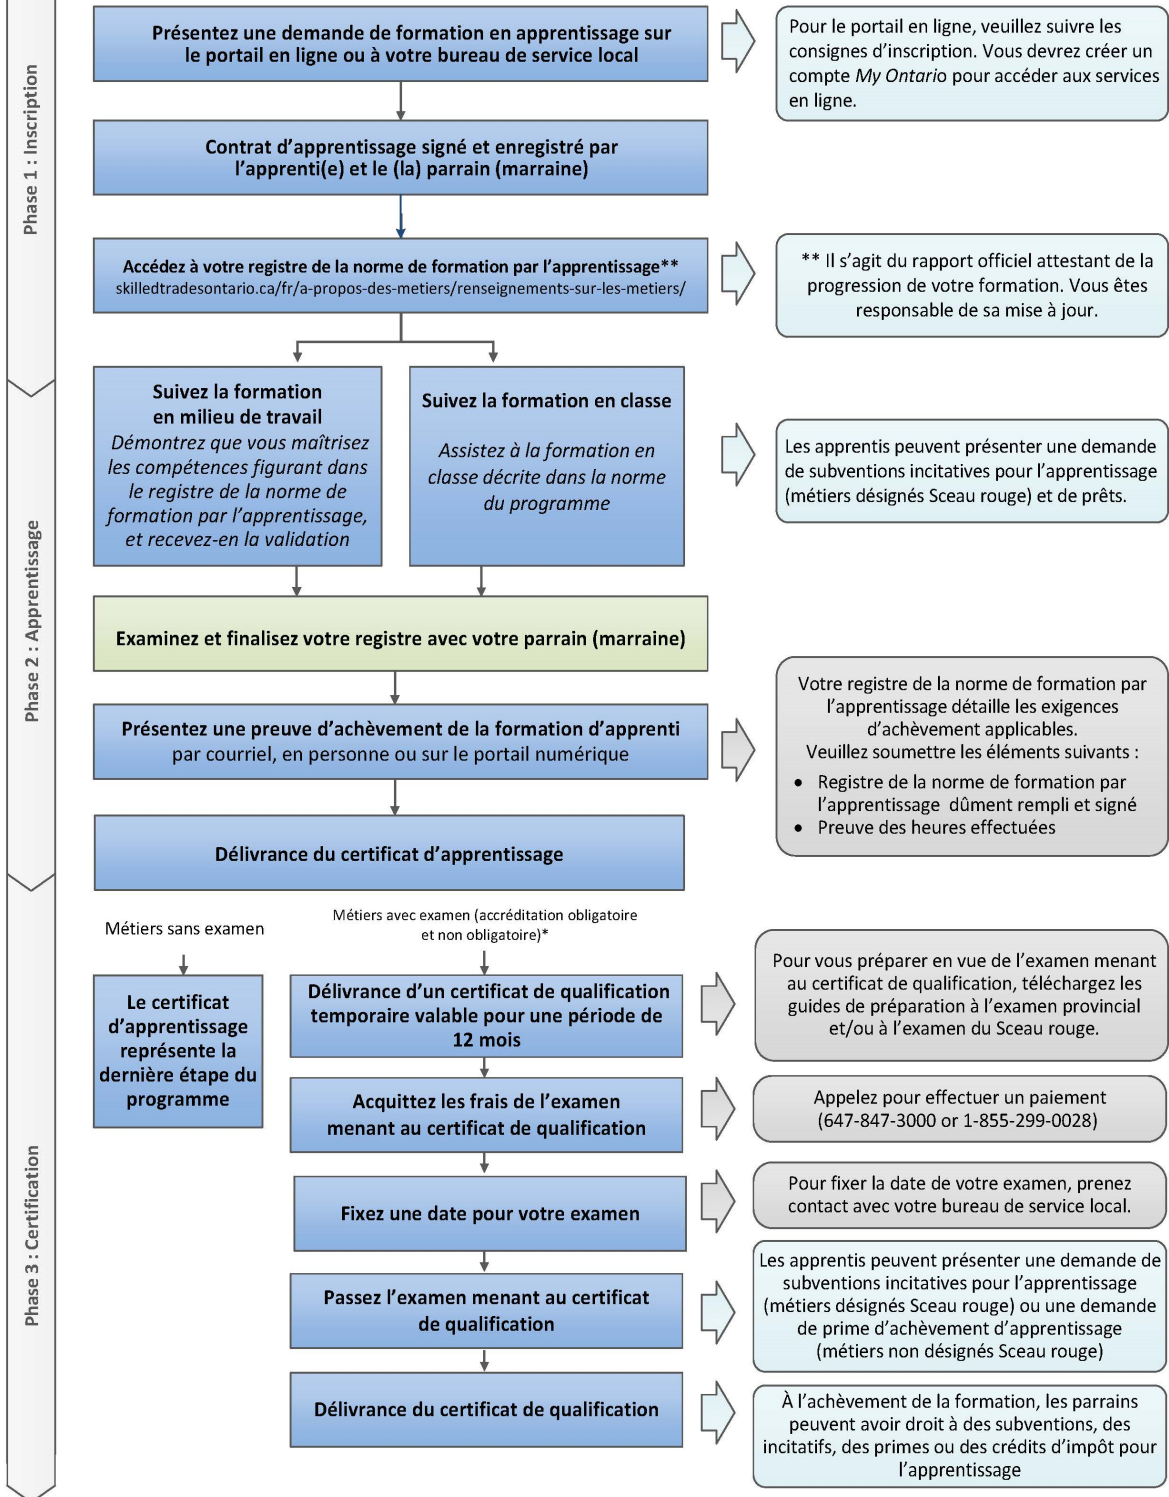 Phase 1 : Inscription
Présentez une demande de formation en apprentissage sur
le portail en ligne ou à votre bureau de service local
Pour le portail en ligne, veuillez suivre les
consignes d’inscription. Vous devrez créer un
compte My Ontario pour accéder aux services
en ligne.
Contrat d’apprentissage signé et enregistré par
l’apprenti(e) et le (la) parrain (marraine)
Accédez à votre registre de la norme de formation par l’apprentissage**
skilledtradesontario.ca/fr/a-propos-des-metiers/renseignements-sur-les-metiers/
** Il s’agit du rapport officiel attestant de la
progression de votre formation. Vous êtes
responsable de sa mise à jour.
Phase 2 : Apprentissage
Suivez la formation
en milieu de travail
Démontrez que vous maîtrisez
les compétences figurant dans
le registre de la norme de
formation par l’apprentissage,
et recevez-en la validation
Suivez la formation en classe
Assistez à la formation en
classe décrite dans la norme
du programme
Les apprentis peuvent présenter une demande
de subventions incitatives pour l’apprentissage
(métiers désignés Sceau rouge) et de prêts.
Examinez et finalisez votre registre avec votre parrain (marraine)
Présentez une preuve d’achèvement de la formation d’apprenti
par courriel, en personne ou sur le portail numérique
Votre registre de la norme de formation par
l’apprentissage détaille les exigences
d’achèvement applicables.
Veuillez soumettre les éléments suivants :
• Registre de la norme de formation par
l’apprentissage dûment rempli et signé
• Preuve des heures effectuées
Délivrance du certificat d’apprentissage
Phase 3 : Certification
Métiers sans examen
Le certificat
d’apprentissage
représente la
dernière étape du
programme
Métiers avec examen (accréditation obligatoire
et non obligatoire)*
Délivrance d’un certificat de qualification
temporaire valable pour une période de
12 mois
Pour vous préparer en vue de l’examen menant
au certificat de qualification, téléchargez les
guides de préparation à l’examen provincial
et/ou à l’examen du Sceau rouge.
Acquittez les frais de l’examen
menant au certificat de qualification
Appelez pour effectuer un paiement
(647-847-3000 or 1-855-299-0028)
Fixez une date pour votre examen
Pour fixer la date de votre examen, prenez
contact avec votre bureau de service local.
Passez l’examen menant au certificat
de qualification
Les apprentis peuvent présenter une demande de
subventions incitatives pour l’apprentissage
(métiers désignés Sceau rouge) ou une demande
de prime d’achèvement d’apprentissage
(métiers non désignés Sceau rouge)
Délivrance du certificat de qualification
À l’achèvement de la formation, les parrains
peuvent avoir droit à des subventions, des
incitatifs, des primes ou des crédits d’impôt pour
l’apprentissage